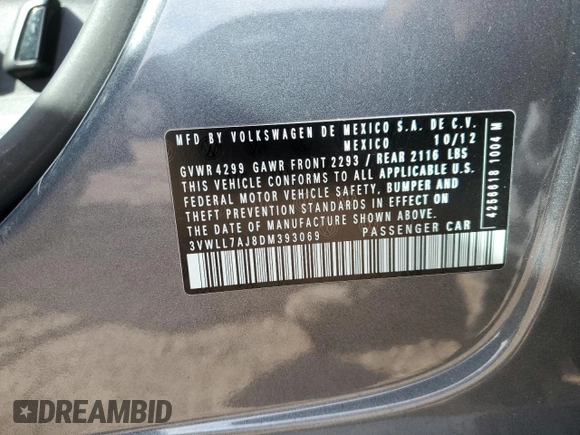 MFD BY VOLKSWAGEN DE MEXICO S.A. DE C.V.
MEXICO 10/12
GVWR 4299 GAWR FRONT 2293 / REAR 2116 LBS
THIS VEHICLE CONFORMS TO ALL APPLICABLE U.S.
FEDERAL MOTOR VEHICLE SAFETY, BUMPER AND
THEFT PREVENTION STANDARDS IN EFFECT ON
THE DATE OF MANUFACTURE SHOWN ABOVE.
3VWLL7AJ8DM393069 PASSENGER CAR
4258618 1004 M
DREAMBID